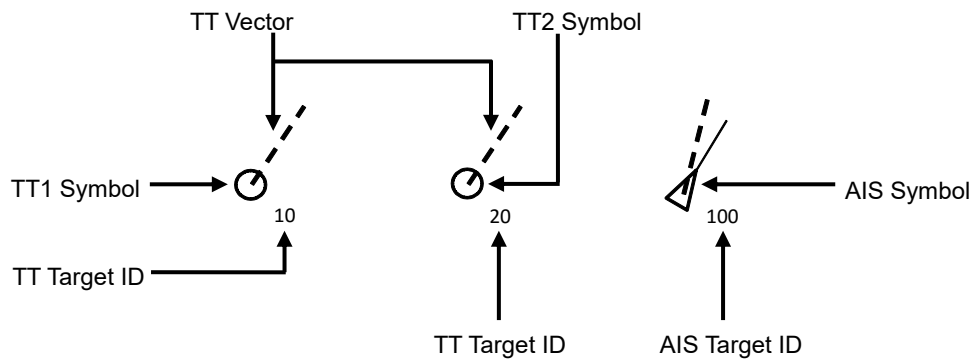 TT Vector
TT2 Symbol
TT1 Symbol
AIS Symbol
10
20
100
TT Target ID
TT Target ID
AIS Target ID